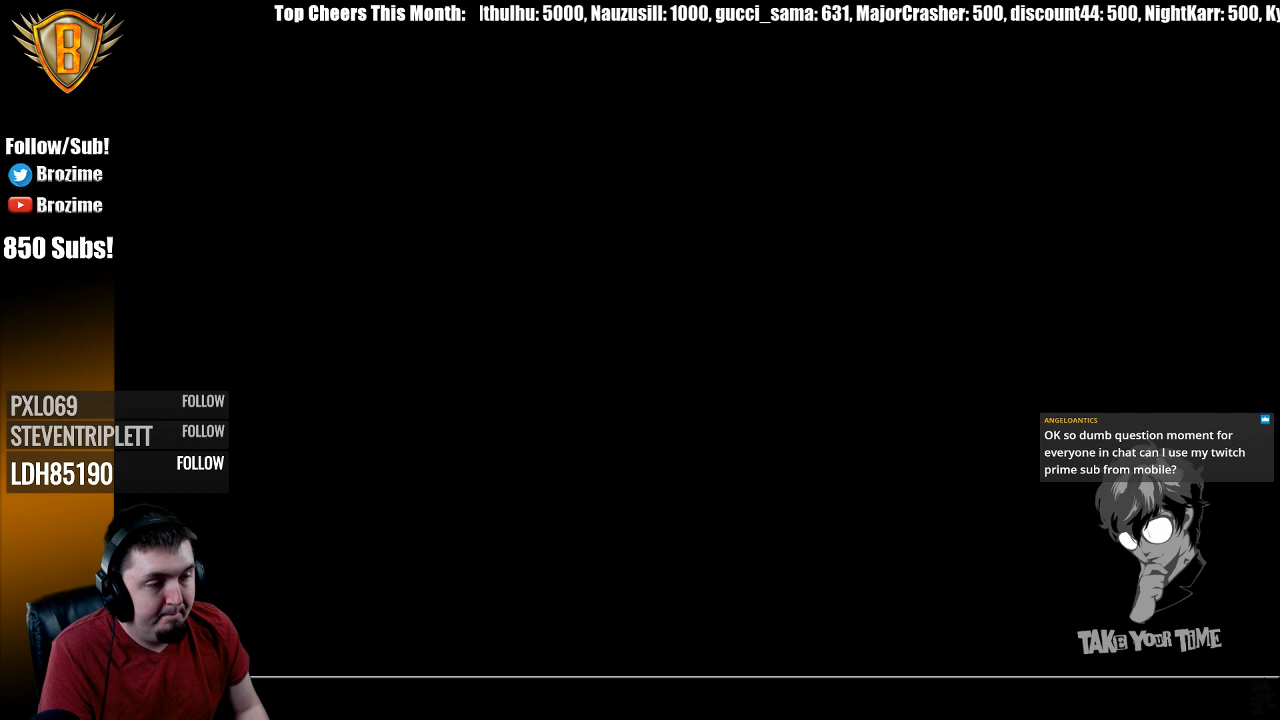 Top Cheers This Month: lthulhu: 5000, Nauzusill: 1000, gucci_sama: 631, MajorCrasher: 500, discount44: 500, NightKarr: 500, Ky
B
Follow/Sub!
Brozime
Brozime
850 Subs!
PXL069 FOLLOW
STEVENTRIPLETT FOLLOW
LDH85190 FOLLOW
ANGELOANTICS
OK so dumb question moment for
everyone in chat can I use my twitch
prime sub from mobile?
TAKE YOUR TIME